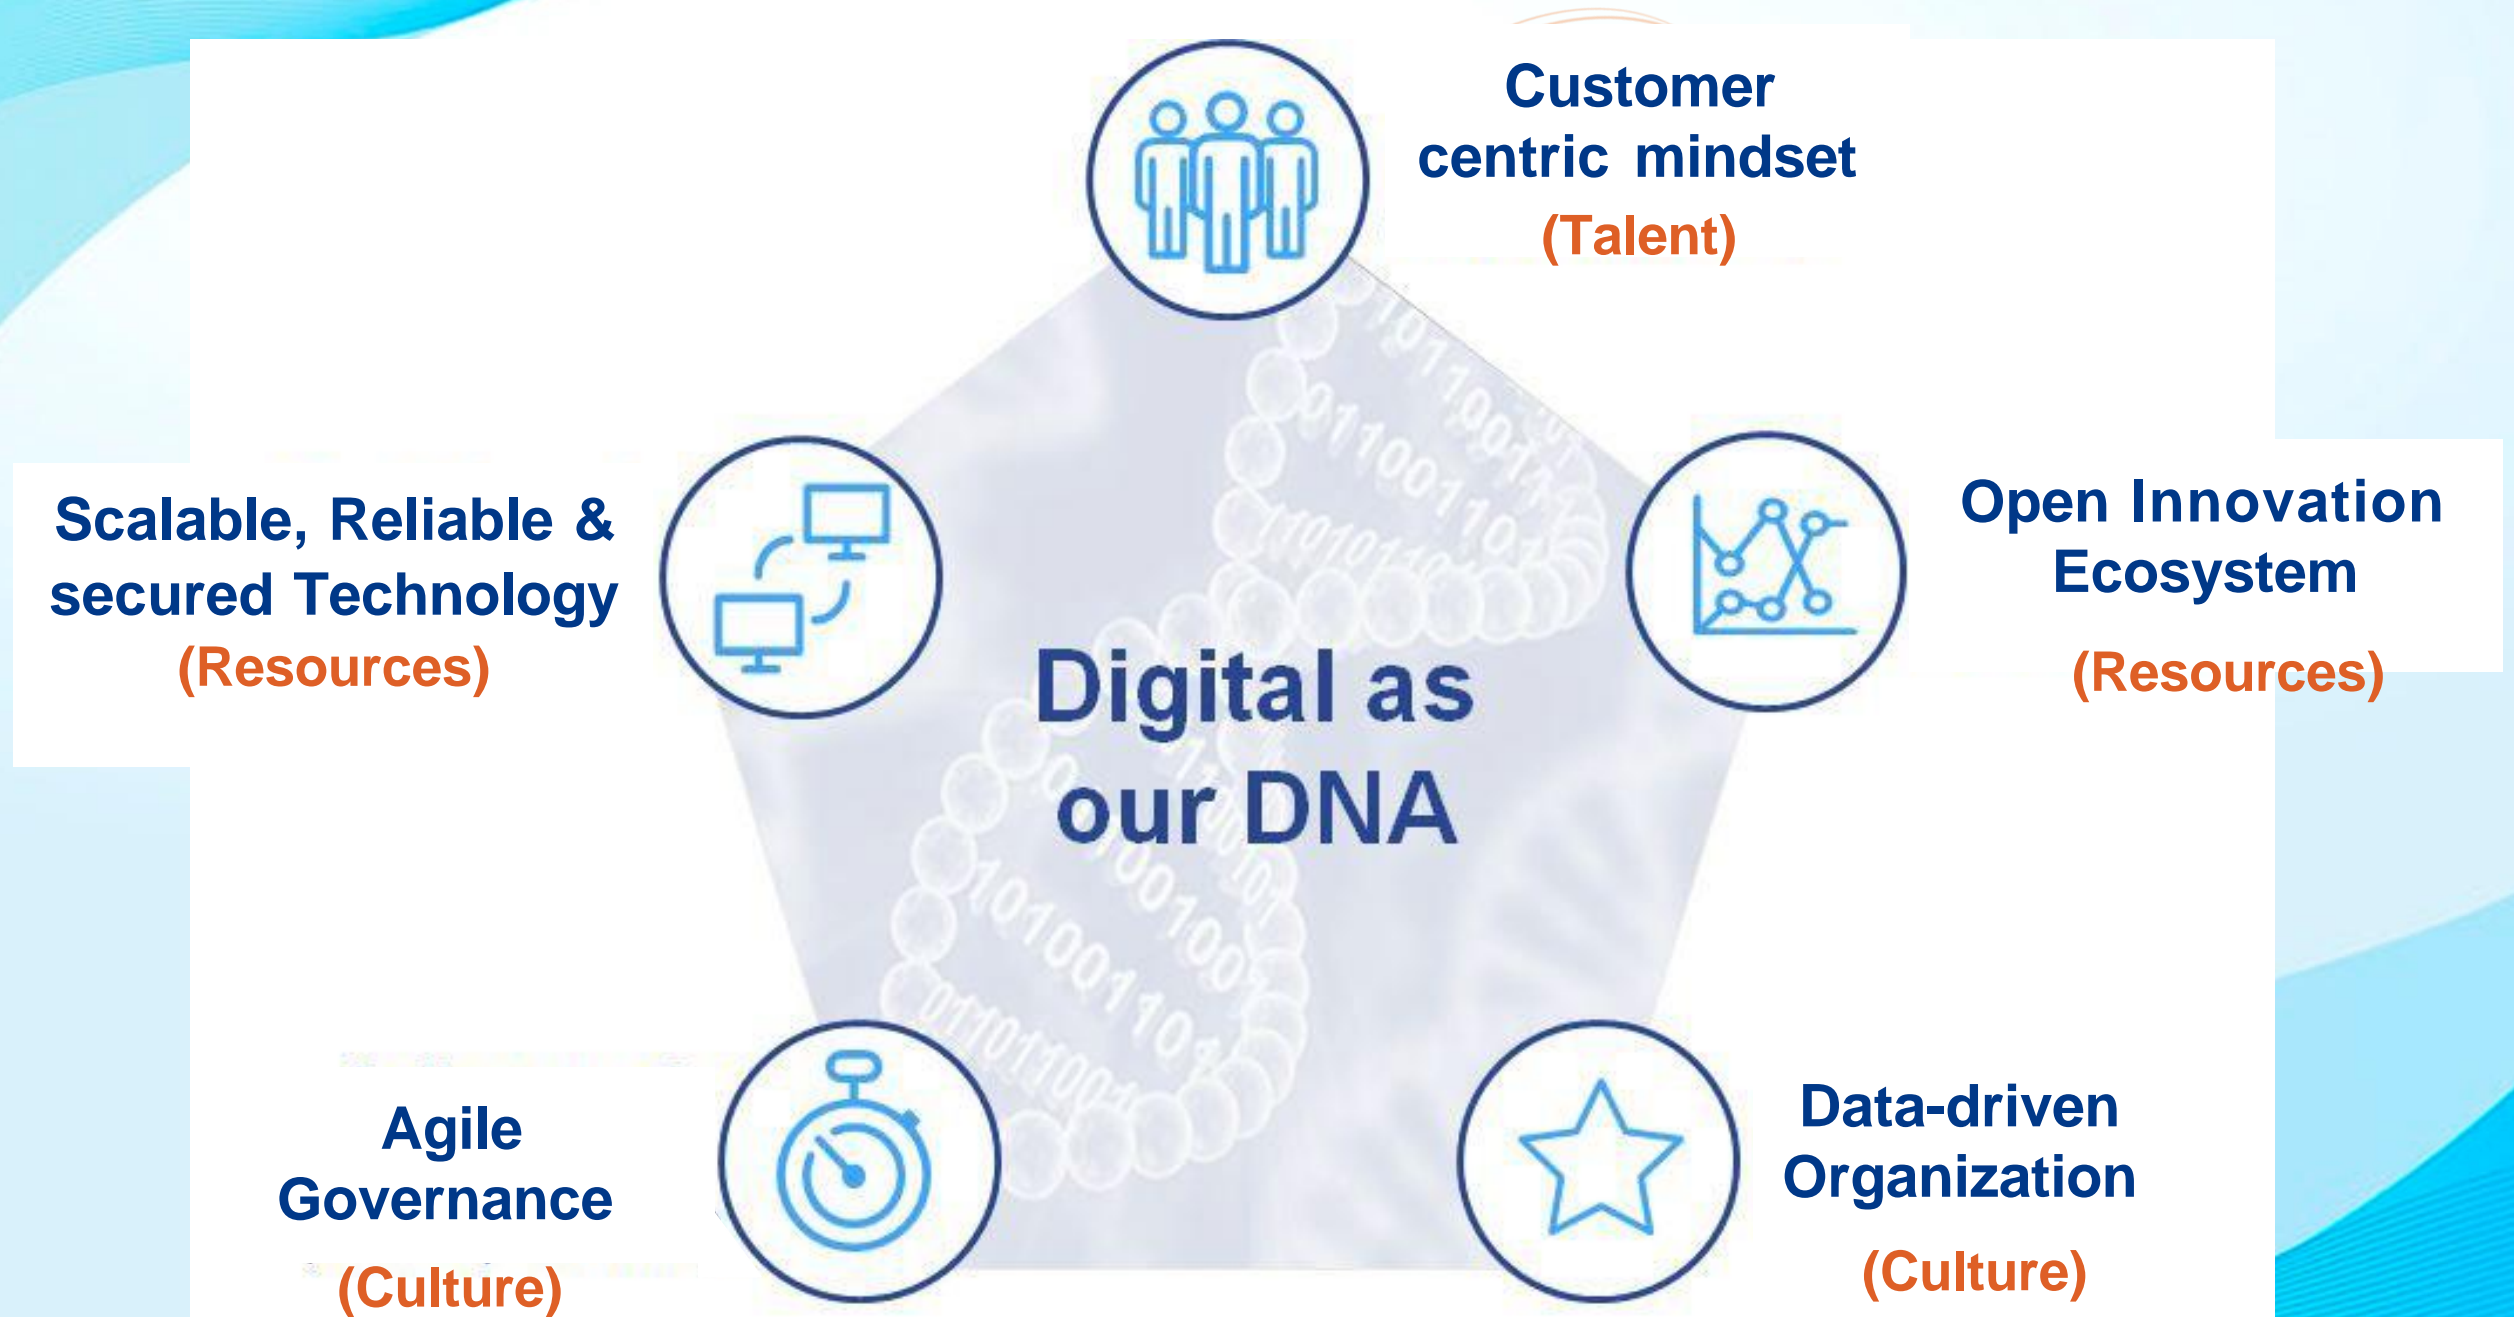 Customer
centric mindset
(Talent)
Scalable, Reliable &
secured Technology
(Resources)
Open Innovation
Ecosystem
(Resources)
Digital as
our DNA
Agile
Governance
(Culture)
Data-driven
Organization
(Culture)